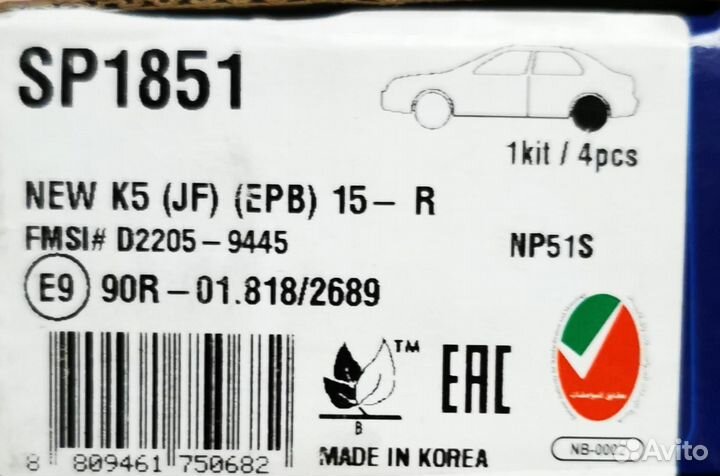 SP1851
1kit / 4pcs
NEW K5 (JF) (EPB) 15- R
FMSI# D2205-9445
NP51S
E9 90R-01.818/2689
TM
EAC
B
8 809461 750682
MADE IN KOREA
Avito